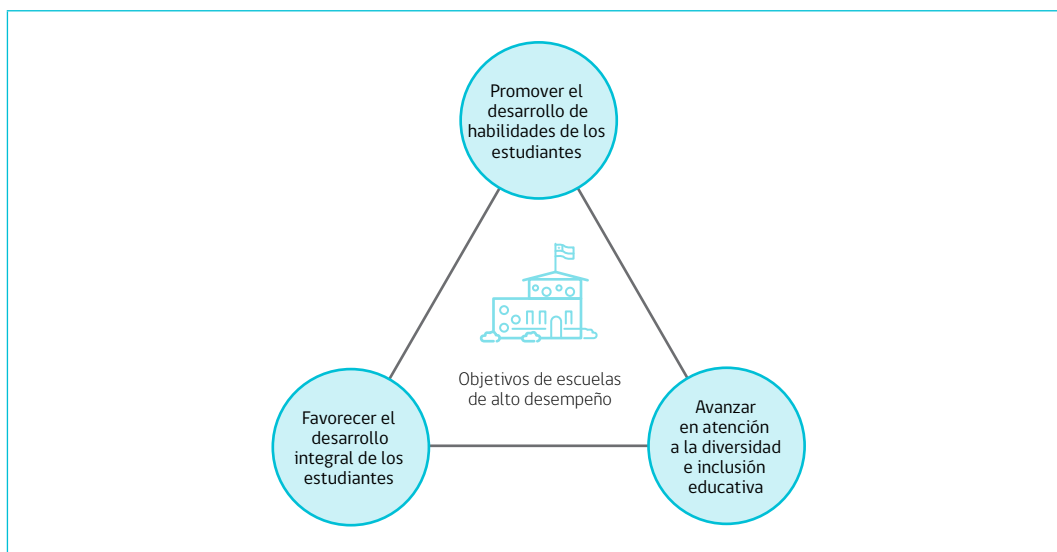 Promover el
desarrollo de
habilidades de los
estudiantes
Objetivos de escuelas
de alto desempeño
Favorecer el
desarrollo
integral de los
estudiantes
Avanzar
en atención
a la diversidad
e inclusión
educativa